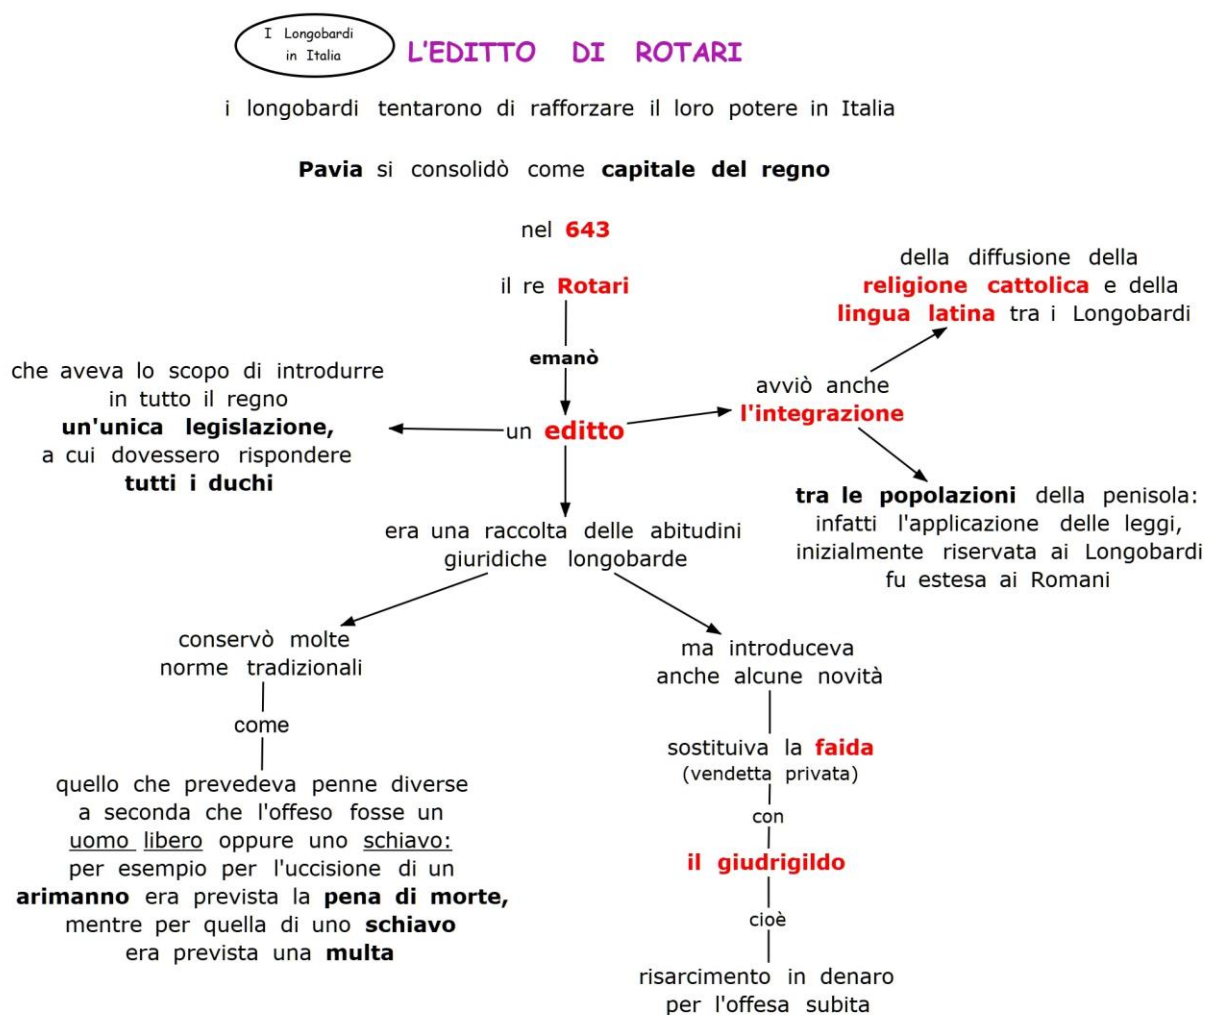 I Longobardi
in Italia
L'EDITTO DI ROTARI
i longobardi tentarono di rafforzare il loro potere in Italia
Pavia si consolidò come capitale del regno
nel 643
il re Rotari
emanò
un editto
che aveva lo scopo di introdurre
in tutto il regno
un'unica legislazione,
a cui dovessero rispondere
tutti i duchi
avviò anche
l'integrazione
della diffusione della
religione cattolica e della
lingua latina tra i Longobardi
tra le popolazioni della penisola:
infatti l'applicazione delle leggi,
inizialmente riservata ai Longobardi
fu estesa ai Romani
era una raccolta delle abitudini
giuridiche longobarde
conservò molte
norme tradizionali
come
quello che prevedeva penne diverse
a seconda che l'offeso fosse un
uomo libero oppure uno schiavo:
per esempio per l'uccisione di un
arimanno era prevista la pena di morte,
mentre per quella di uno schiavo
era prevista una multa
ma introduceva
anche alcune novità
sostituiva la faida
(vendetta privata)
con
il giudrigildo
cioè
risarcimento in denaro
per l'offesa subita